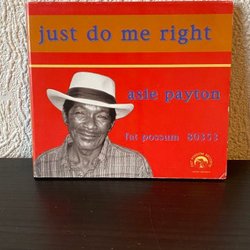 just do me right
asie payton
fat possum 80353